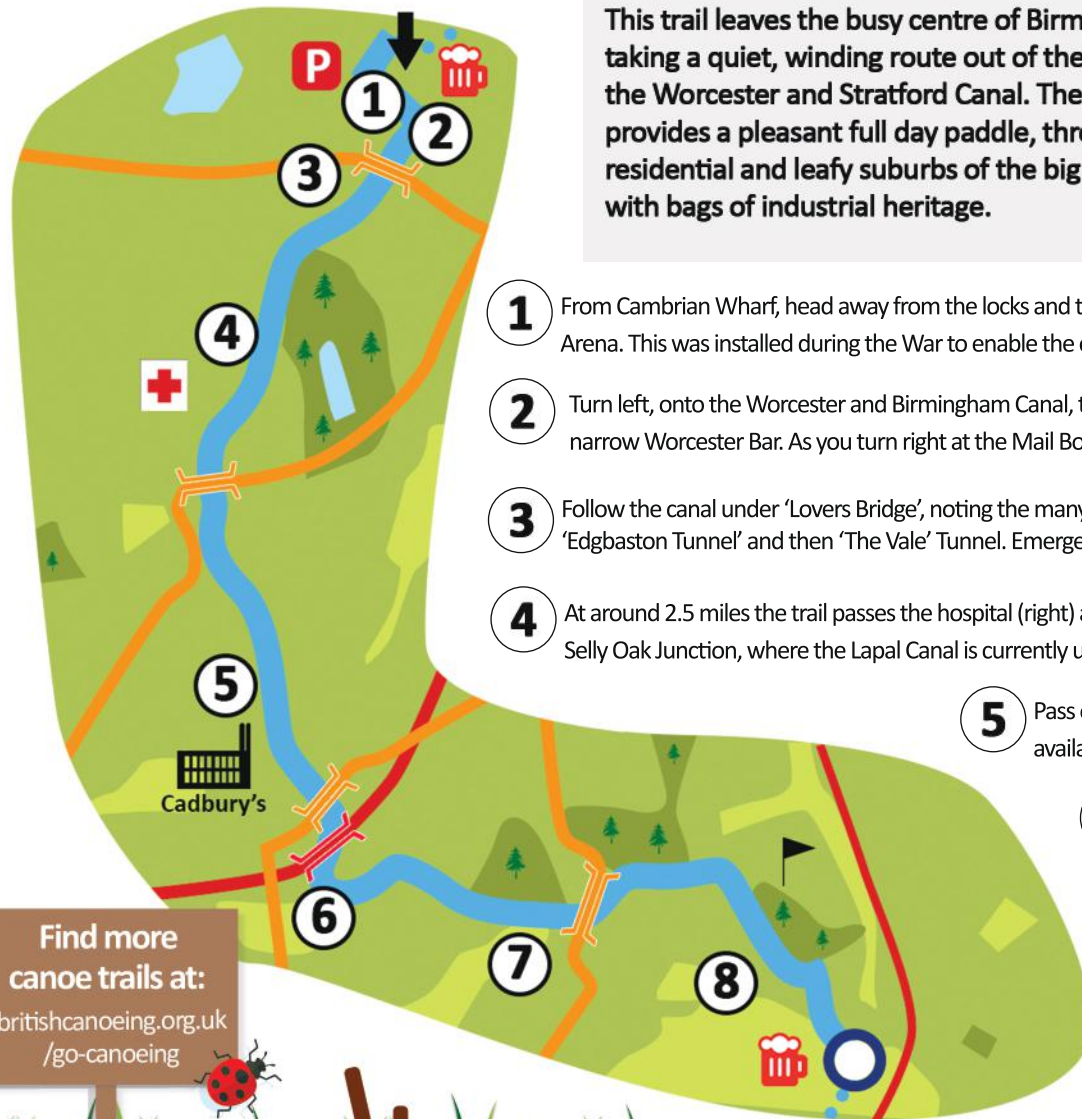 This trail leaves the busy centre of Birm
taking a quiet, winding route out of the
the Worcester and Stratford Canal. The
provides a pleasant full day paddle, thr
residential and leafy suburbs of the big
with bags of industrial heritage.
P
1
2
3
4
5
Cadbury's
6
7
8
1 From Cambrian Wharf, head away from the locks and t
Arena. This was installed during the War to enable the
2 Turn left, onto the Worcester and Birmingham Canal, t
narrow Worcester Bar. As you turn right at the Mail Bo
3 Follow the canal under ‘Lovers Bridge’, noting the many
‘Edgbaston Tunnel’ and then ‘The Vale’ Tunnel. Emerge
4 At around 2.5 miles the trail passes the hospital (right) a
Selly Oak Junction, where the Lapal Canal is currently u
5 Pass
availa
Find more
canoe trails at:
britishcanoeing.org.uk
/go-canoeing